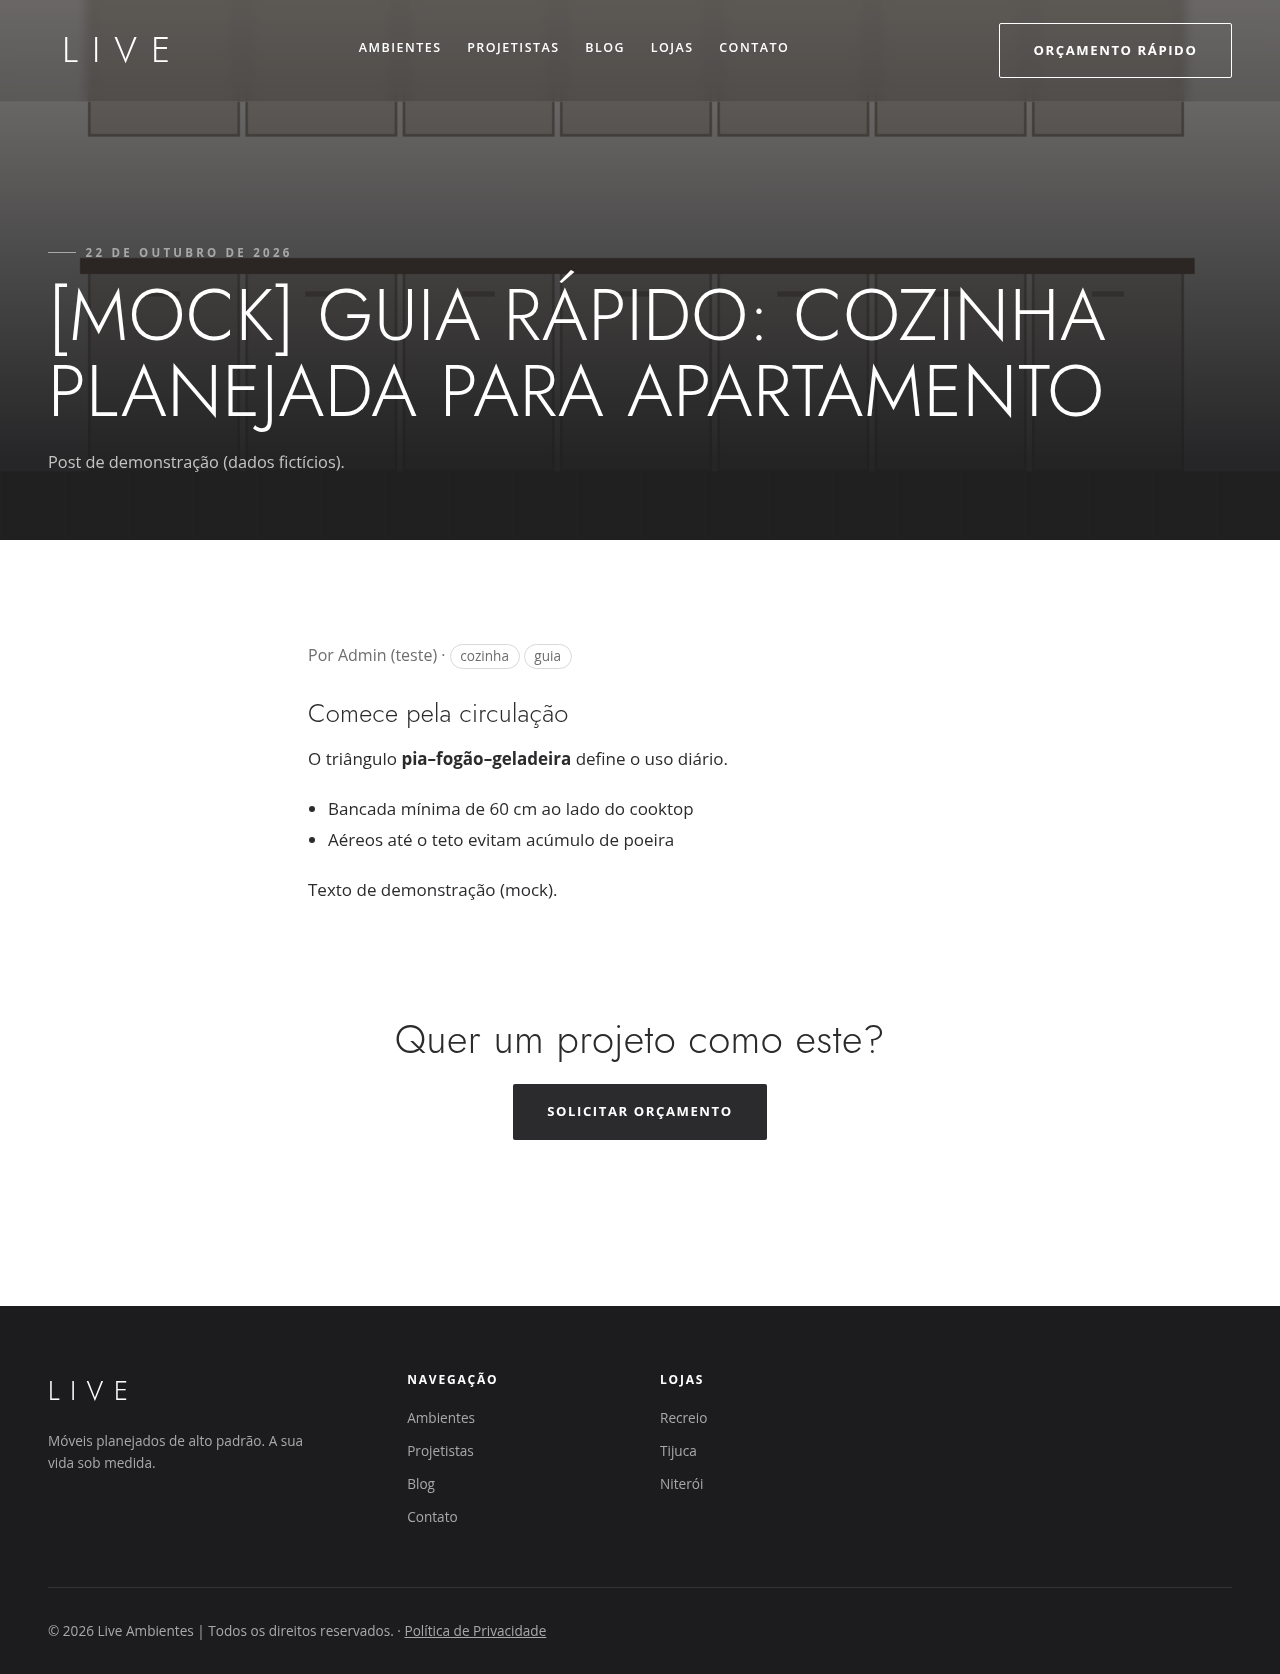 LIVE
AMBIENTES PROJETISTAS BLOG LOJAS CONTATO
ORÇAMENTO RÁPIDO
22 DE OUTUBRO DE 2026
[MOCK] GUIA RÁPIDO: COZINHA
PLANEJADA PARA APARTAMENTO
Post de demonstração (dados fictícios).
Por Admin (teste) · cozinha guia
Comece pela circulação
O triângulo pia–fogão–geladeira define o uso diário.
• Bancada mínima de 60 cm ao lado do cooktop
• Aéreos até o teto evitam acúmulo de poeira
Texto de demonstração (mock).
Quer um projeto como este?
SOLICITAR ORÇAMENTO
LIVE
Móveis planejados de alto padrão. A sua
vida sob medida.
NAVEGAÇÃO
Ambientes
Projetistas
Blog
Contato
LOJAS
Recreio
Tijuca
Niterói
© 2026 Live Ambientes | Todos os direitos reservados. · Política de Privacidade